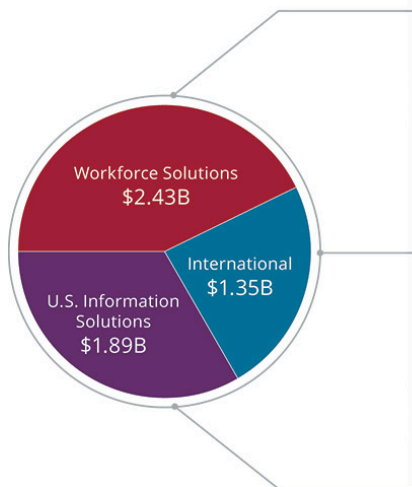 Workforce Solutions
$2.43B
International
$1.35B
U.S. Information
Solutions
$1.89B